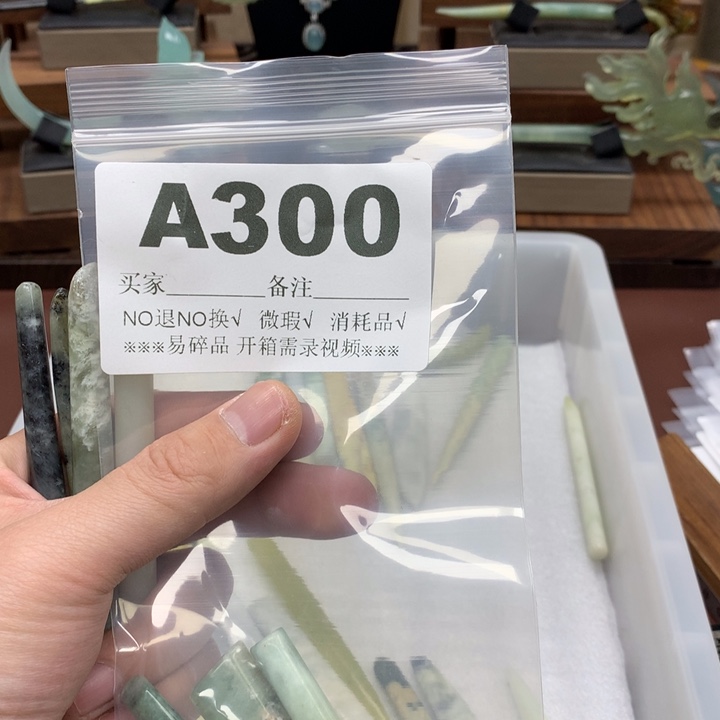 A300
买家________备注________
NO退NO换√ 微瑕√ 消耗品√
※※※易碎品 开箱需录视频※※※